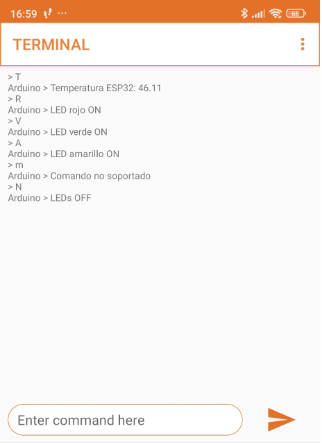 16:59
TERMINAL
> T
Arduino > Temperatura ESP32: 46.11
> R
Arduino > LED rojo ON
> V
Arduino > LED verde ON
> A
Arduino > LED amarillo ON
> m
Arduino > Comando no soportado
> N
Arduino > LEDs OFF
Enter command here